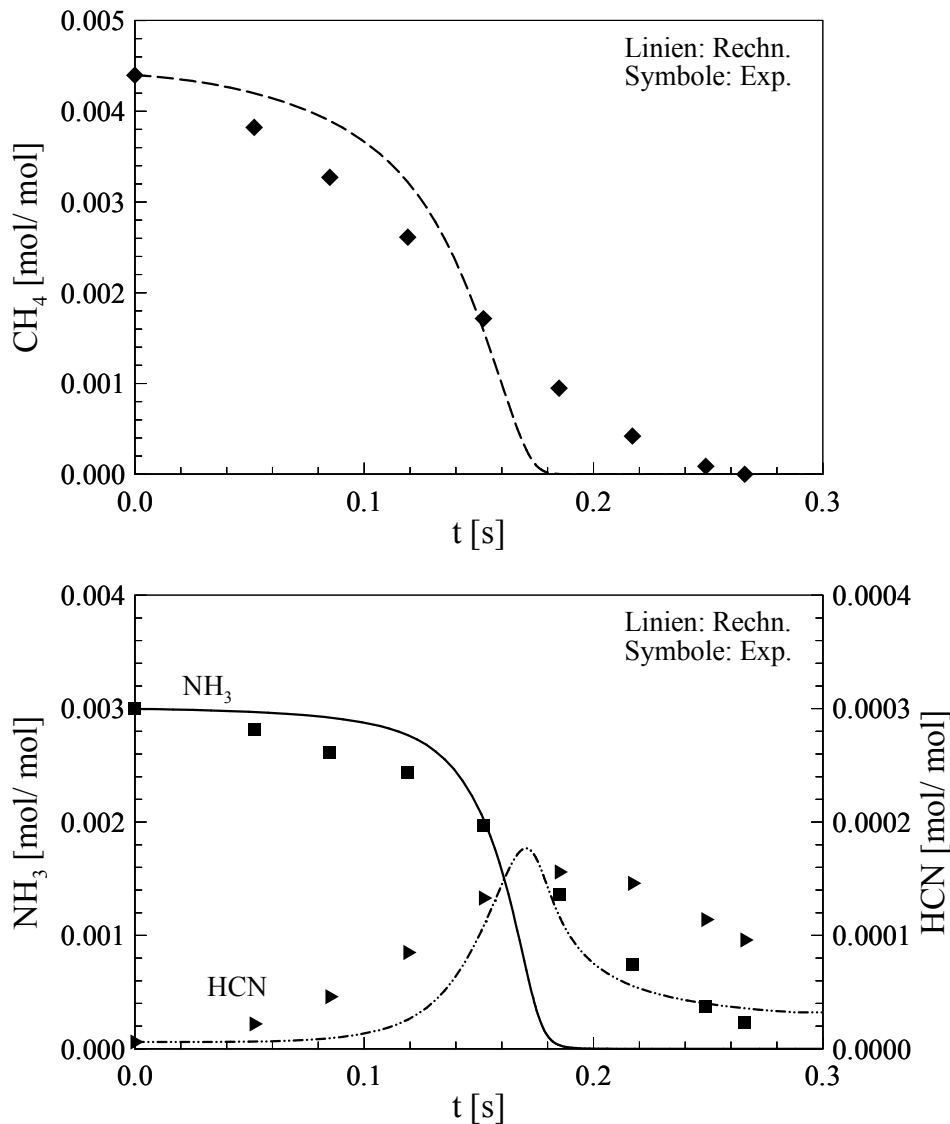 0.005
Linien: Rechn.
Symbole: Exp.
0.004
0.003
0.002
0.001
0.000
CH₄ [mol/ mol]
0.0 0.1 0.2 0.3
t [s]
0.004 0.0004
Linien: Rechn.
Symbole: Exp.
NH₃
0.003 0.0003
0.002 0.0002
0.001 0.0001
HCN
0.000 0.0000
NH₃ [mol/ mol]
HCN [mol/ mol]
0.0 0.1 0.2 0.3
t [s]